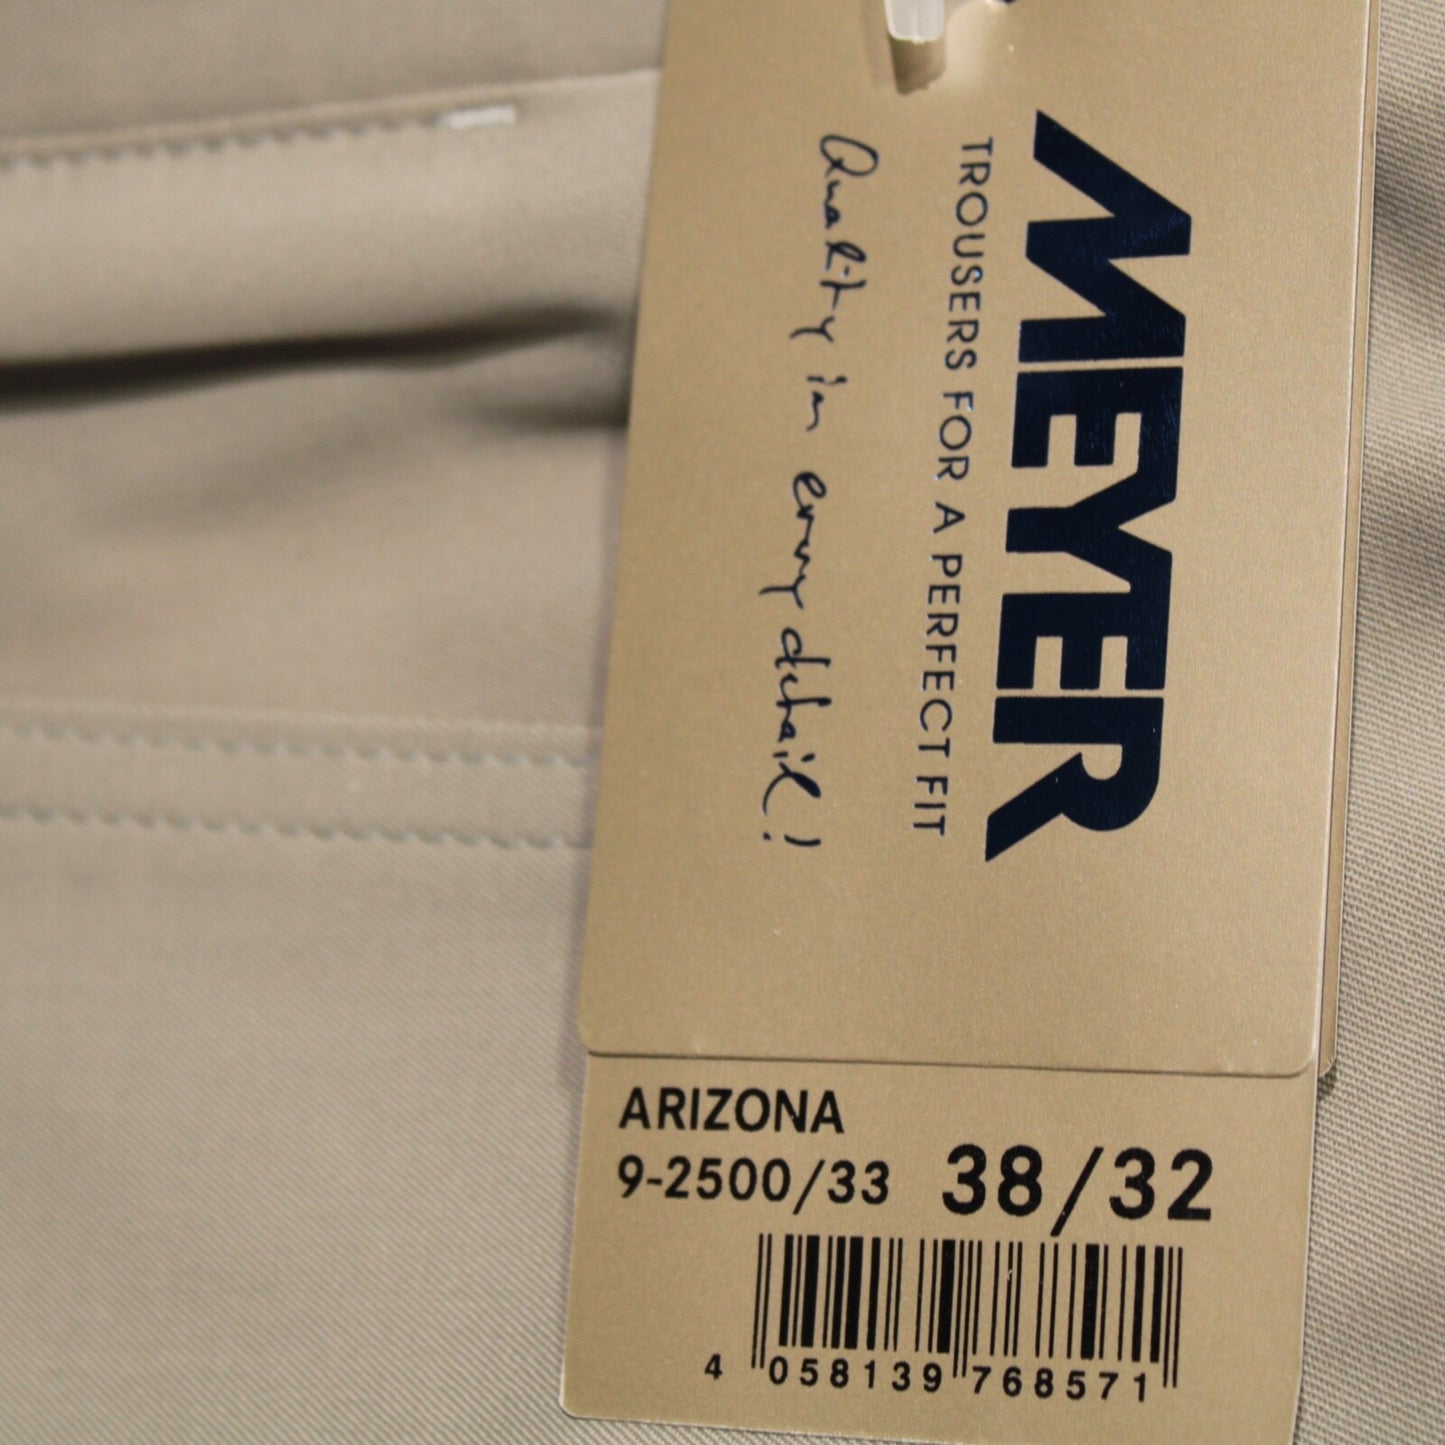 MEYER
TROUSERS FOR A PERFECT FIT
Quality in every detail!
ARIZONA
9-2500/33 38/32
4 058139 768571